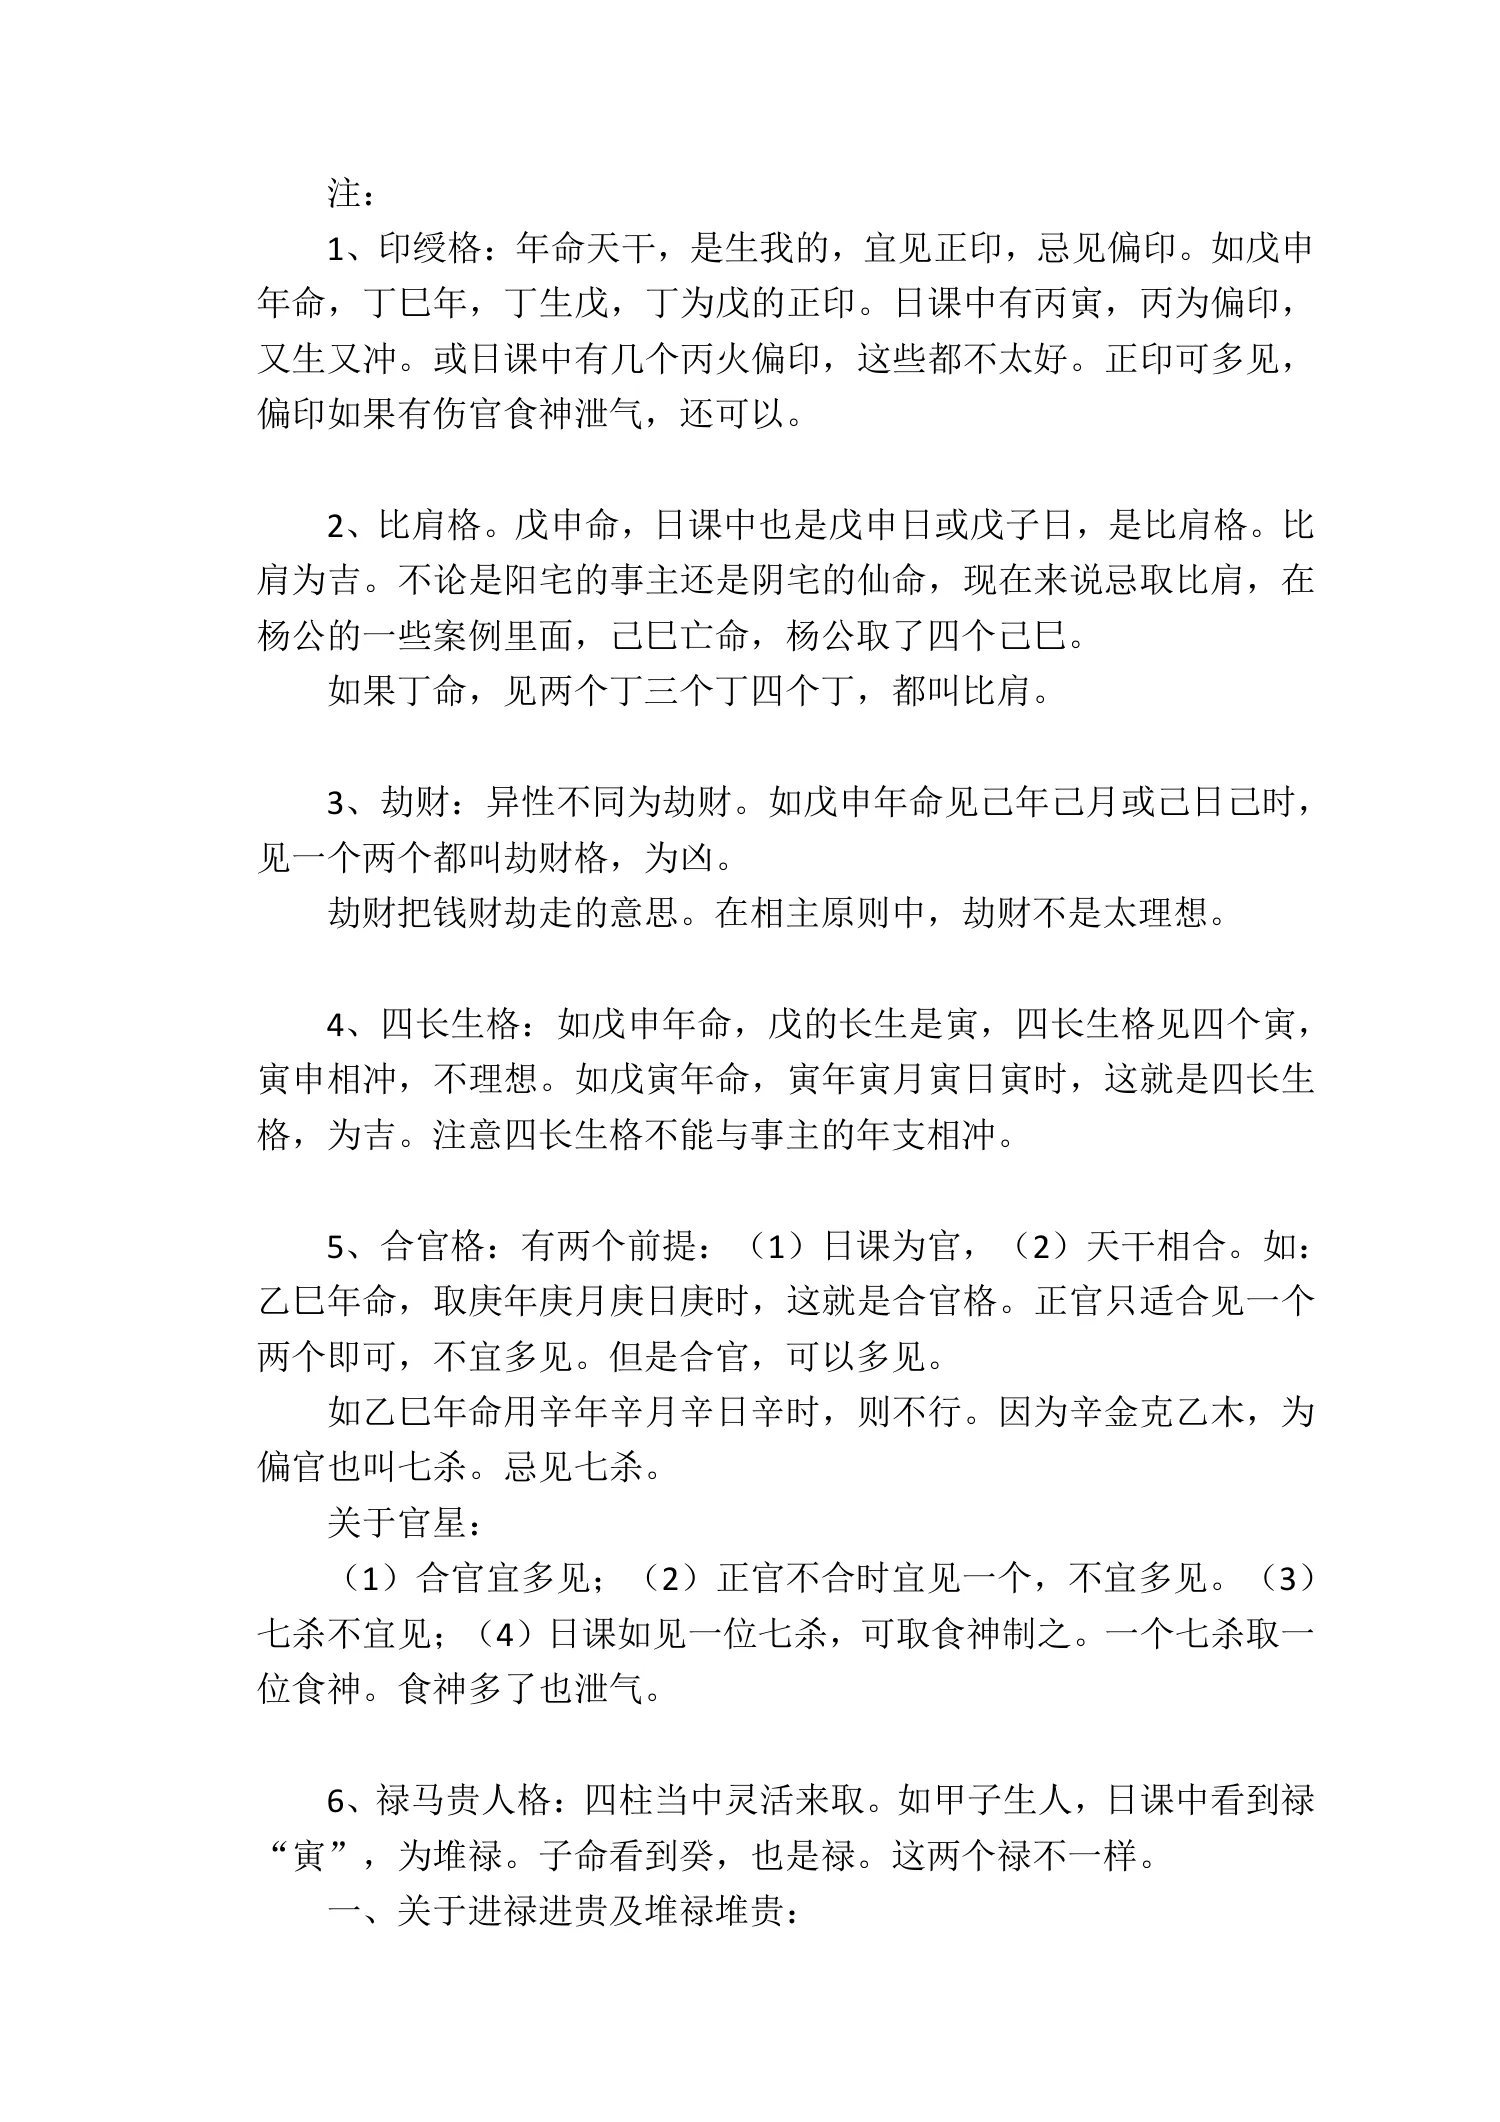 注：
1、印绶格：年命天干，是生我的，宜见正印，忌见偏印。如戊申
年命，丁巳年，丁生戊，丁为戊的正印。日课中有丙寅，丙为偏印，
又生又冲。或日课中有几个丙火偏印，这些都不太好。正印可多见，
偏印如果有伤官食神泄气，还可以。
2、比肩格。戊申命，日课中也是戊申日或戊子日，是比肩格。比
肩为吉。不论是阳宅的事主还是阴宅的仙命，现在来说忌取比肩，在
杨公的一些案例里面，己巳亡命，杨公取了四个己巳。
如果丁命，见两个丁三个丁四个丁，都叫比肩。
3、劫财：异性不同为劫财。如戊申年命见己年己月或己日己时，
见一个两个都叫劫财格，为凶。
劫财把钱财劫走的意思。在相主原则中，劫财不是太理想。
4、四长生格：如戊申年命，戊的长生是寅，四长生格见四个寅，
寅申相冲，不理想。如戊寅年命，寅年寅月寅日寅时，这就是四长生
格，为吉。注意四长生格不能与事主的年支相冲。
5、合官格：有两个前提：（1）日课为官，（2）天干相合。如：
乙巳年命，取庚年庚月庚日庚时，这就是合官格。正官只适合见一个
两个即可，不宜多见。但是合官，可以多见。
如乙巳年命用辛年辛月辛日辛时，则不行。因为辛金克乙木，为
偏官也叫七杀。忌见七杀。
关于官星：
（1）合官宜多见；（2）正官不合时宜见一个，不宜多见。（3）
七杀不宜见；（4）日课如见一位七杀，可取食神制之。一个七杀取一
位食神。食神多了也泄气。
6、禄马贵人格：四柱当中灵活来取。如甲子生人，日课中看到禄
“寅”，为堆禄。子命看到癸，也是禄。这两个禄不一样。
一、关于进禄进贵及堆禄堆贵：